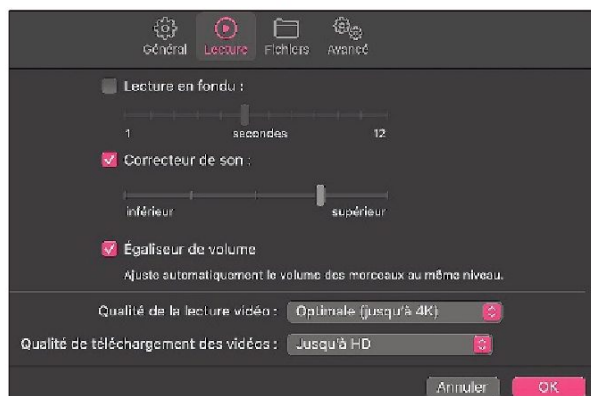 Général Lecture Fichiers Avancé
Lecture en fondu :
1 secondes 12
Correcteur de son :
inférieur supérieur
Égaliseur de volume
Ajuste automatiquement le volume des morceaux au même niveau.
Qualité de la lecture vidéo : Optimale (jusqu'à 4K)
Qualité de téléchargement des vidéos : Jusqu'à HD
Annuler OK